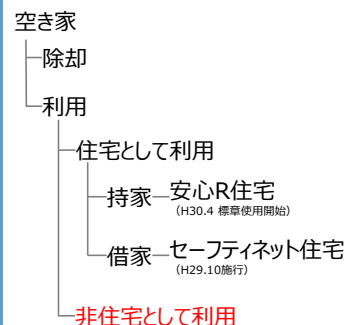 空き家
除却
利用
住宅として利用
持家 安心R住宅
(H30.4 標章使用開始)
借家 セーフティネット住宅
(H29.10施行)
非住宅として利用